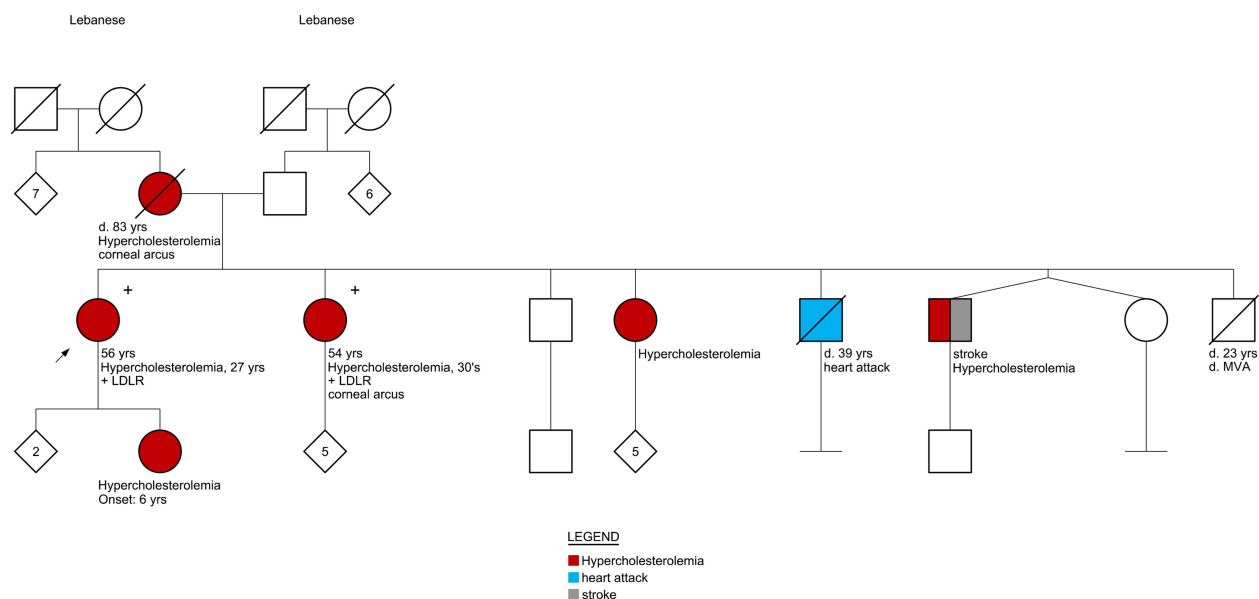 Lebanese
Lebanese
7
6
d. 83 yrs
Hypercholesterolemia
corneal arcus
+
+
56 yrs
Hypercholesterolemia, 27 yrs
+ LDLR
54 yrs
Hypercholesterolemia, 30's
+ LDLR
corneal arcus
Hypercholesterolemia
d. 39 yrs
heart attack
stroke
Hypercholesterolemia
d. 23 yrs
d. MVA
2
5
5
Hypercholesterolemia
Onset: 6 yrs
LEGEND
Hypercholesterolemia
heart attack
stroke